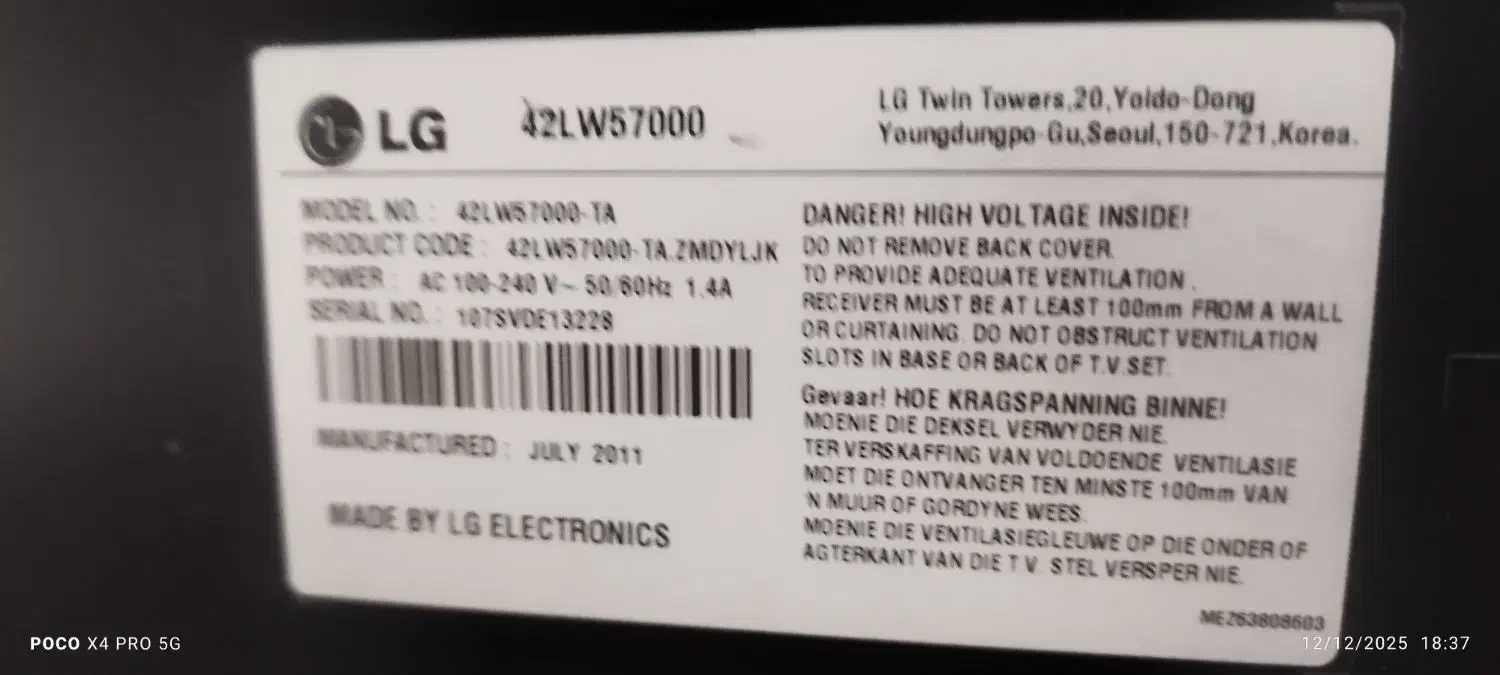 LG 42LW57000
LG Twin Towers,20,Yoido-Dong
Youngdungpo-Gu,Seoul,150-721,Korea.
MODEL NO. : 42LW57000-TA
PRODUCT CODE : 42LW57000-TA.ZMDYLJK
POWER : AC 100-240 V~ 50/60Hz 1.4A
SERIAL NO. : 107SVDE13228
MANUFACTURED : JULY 2011
MADE BY LG ELECTRONICS
DANGER! HIGH VOLTAGE INSIDE!
DO NOT REMOVE BACK COVER.
TO PROVIDE ADEQUATE VENTILATION .
RECEIVER MUST BE AT LEAST 100mm FROM A WALL
OR CURTAINING. DO NOT OBSTRUCT VENTILATION
SLOTS IN BASE OR BACK OF T.V.SET.
Gevaar! HOE KRAGSPANNING BINNE!
MOENIE DIE DEKSEL VERWYDER NIE.
TER VERSKAFFING VAN VOLDOENDE VENTILASIE
MOET DIE ONTVANGER TEN MINSTE 100mm VAN
'N MUUR OF GORDYNE WEES.
MOENIE DIE VENTILASIEGLEUWE OP DIE ONDER OF
AGTERKANT VAN DIE T V. STEL VERSPER NIE.
MEZ63808603
POCO X4 PRO 5G
12/12/2025 18:37